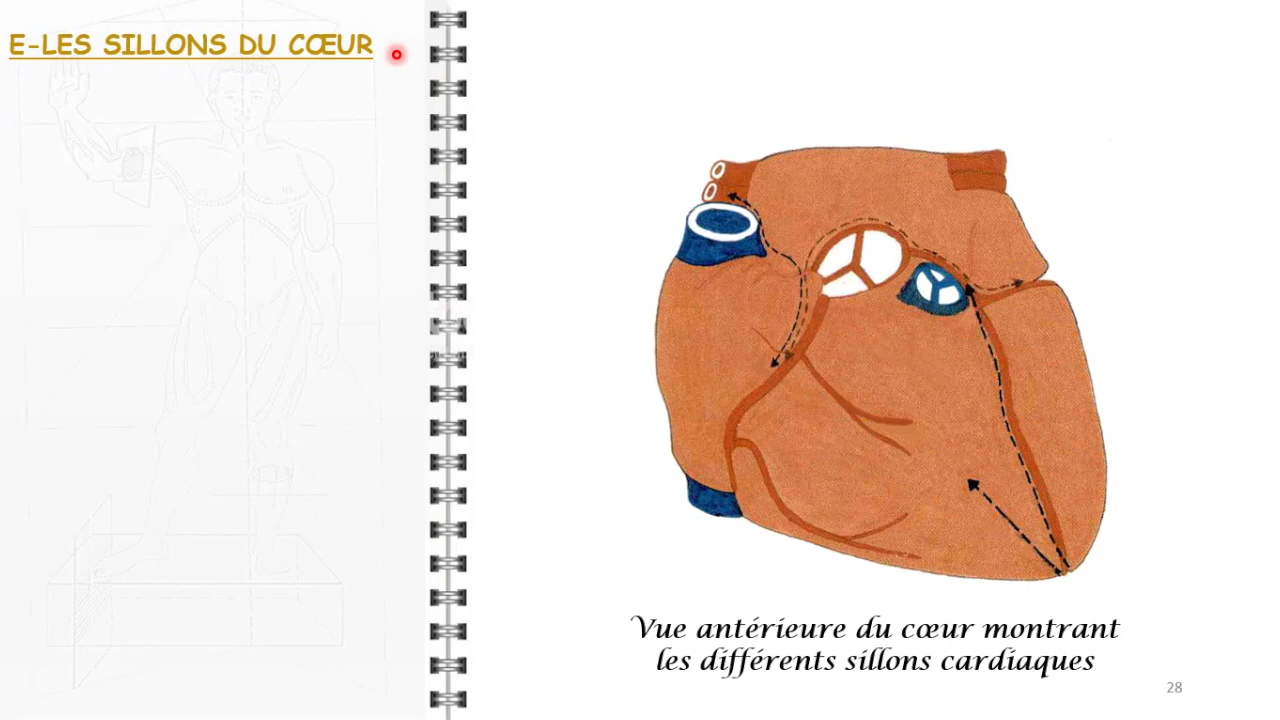 E-LES SILLONS DU CŒUR
Vue antérieure du cœur montrant
les différents sillons cardiaques
28